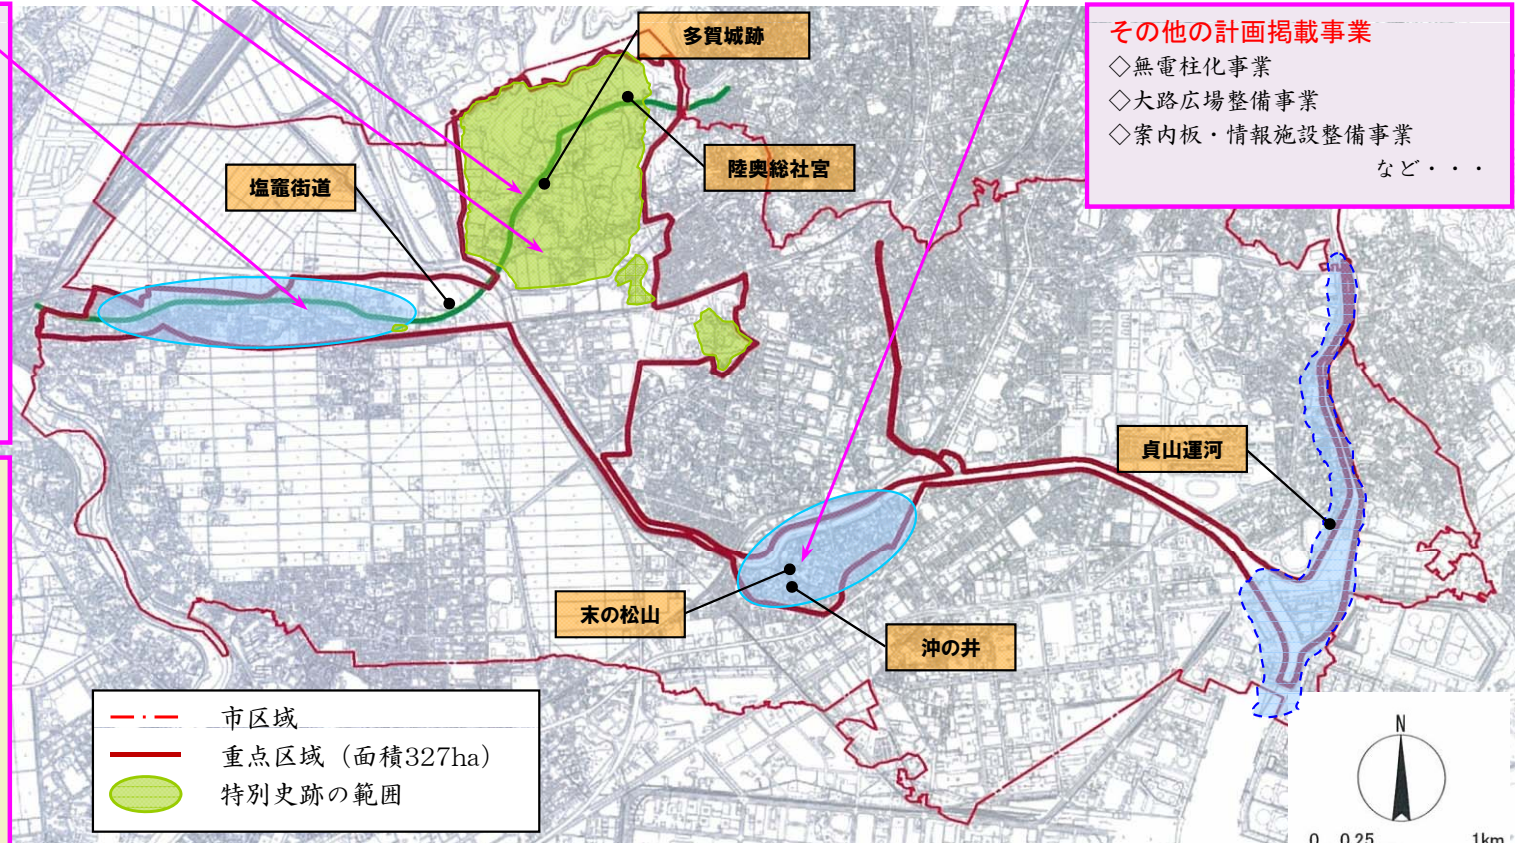 多賀城跡
その他の計画掲載事業
◇無電柱化事業
◇大路広場整備事業
◇案内板・情報施設整備事業
など・・・
陸奥総社宮
塩竈街道
貞山運河
末の松山
沖の井
市区域
重点区域（面積327ha）
特別史跡の範囲
N
0 0.25 1km